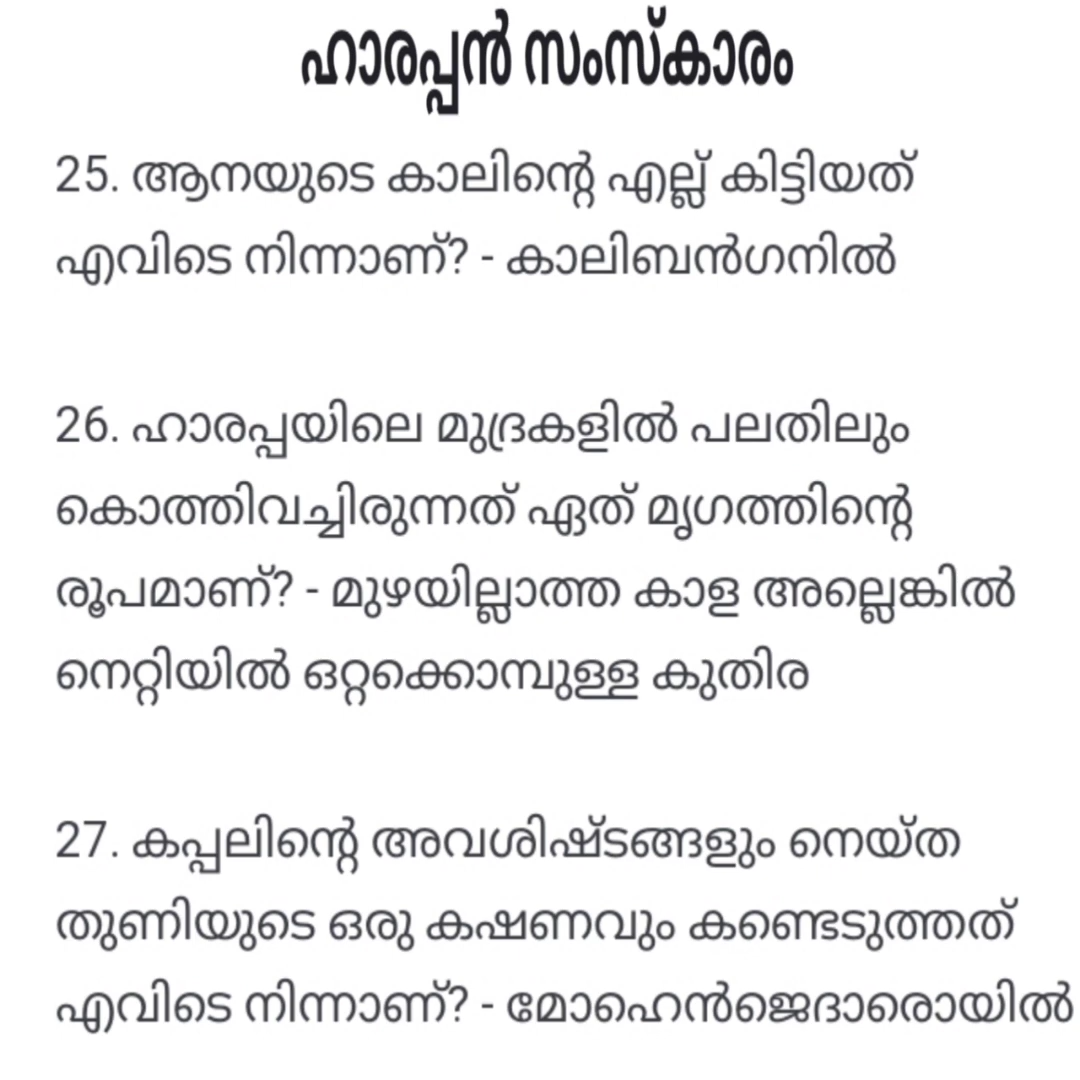 ഹാരപ്പൻ സംസ്കാരം
25. ആനയുടെ കാലിന്റെ എല്ല് കിട്ടിയത്
എവിടെ നിന്നാണ്? - കാലിബൻഗനിൽ
26. ഹാരപ്പയിലെ മുദ്രകളിൽ പലതിലും
കൊത്തിവച്ചിരുന്നത് ഏത് മൃഗത്തിന്റെ
രൂപമാണ്? - മുഴയില്ലാത്ത കാള അല്ലെങ്കിൽ
നെറ്റിയിൽ ഒറ്റക്കൊമ്പുള്ള കുതിര
27. കപ്പലിന്റെ അവശിഷ്ടങ്ങളും നെയ്ത
തുണിയുടെ ഒരു കഷണവും കണ്ടെടുത്തത്
എവിടെ നിന്നാണ്? - മോഹെൻജെദാരൊയിൽ